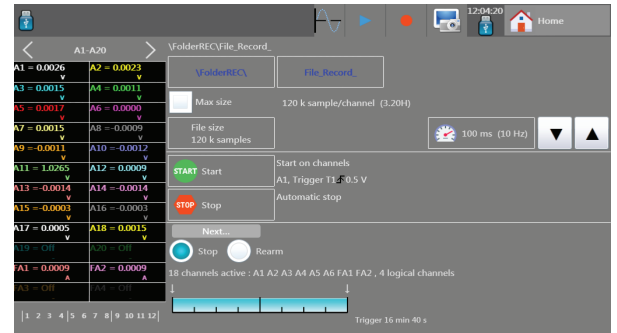 12:04:20
Home
A1-A20
\FolderREC\File_Record_
A1 = 0.0026 A2 = 0.0023
v v
\FolderREC\ File_Record_
A3 = 0.0015 A4 = 0.0011
v v
Max size 120 k sample/channel (3.20H)
A5 = 0.0017 A6 = 0.0000
v v
A7 = 0.0015 A8 =-0.0009
v v
File size
120 k samples
100 ms (10 Hz)
A9 =-0.0011 A10 =-0.0012
v v
A11 = 1.0265 A12 = 0.0009
v v
START Start
Start on channels
A1, Trigger T1 0.5 V
A13 =-0.0014 A14 =-0.0014
v v
Automatic stop
A15 =-0.0003 A16 =-0.0003
v v
STOP Stop
A17 = 0.0005 A18 = 0.0015
v v
Next...
A19 = Off A20 = Off
Stop Rearm
FA1 = 0.0009 FA2 = 0.0009
A A
18 channels active : A1 A2 A3 A4 A5 A6 FA1 FA2 , 4 logical channels
FA3 = Off FA4 = Off
1 2 3 4 5 6 7 8 9 10 11 12
Trigger 16 min 40 s